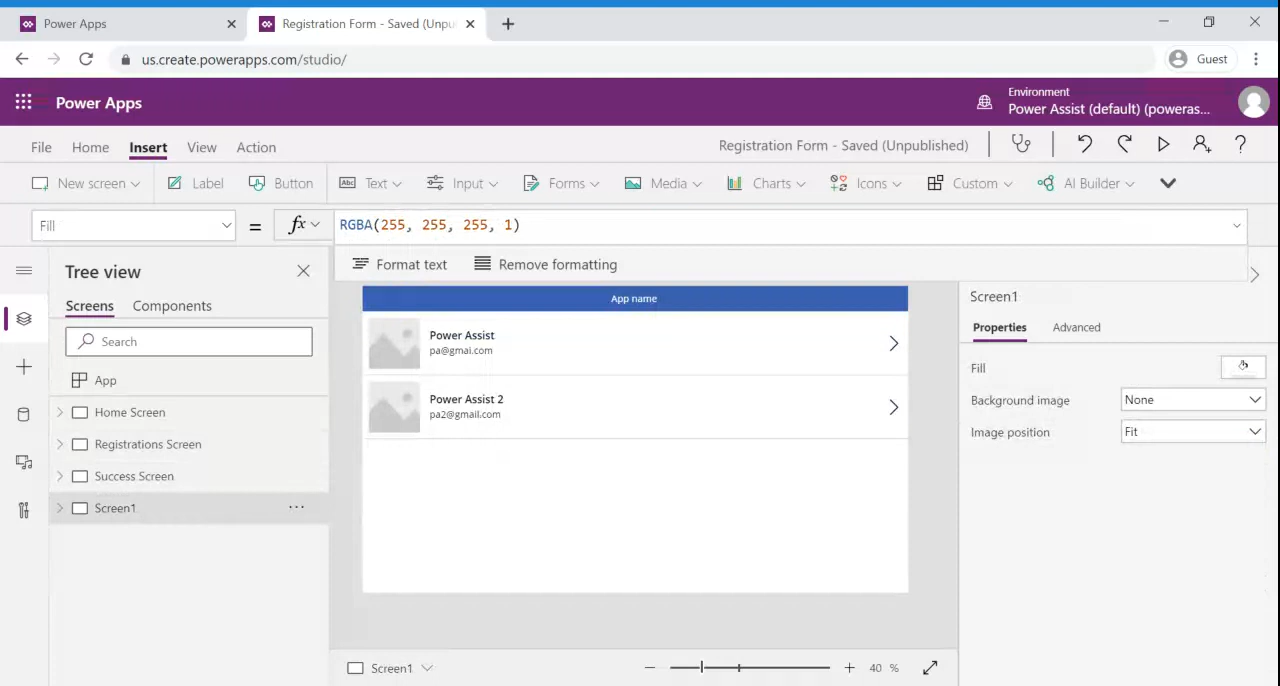 Power Apps
Registration Form - Saved (Unpu
us.create.powerapps.com/studio/
Guest
Power Apps
Environment
Power Assist (default) (poweras...
File Home Insert View Action
Registration Form - Saved (Unpublished)
New screen Label Button Text Input Forms Media Charts Icons Custom AI Builder
Fill = fx RGBA(255, 255, 255, 1)
Format text Remove formatting
Tree view
Screens Components
Search
App
Home Screen
Registrations Screen
Success Screen
Screen1 ...
App name
Power Assist
pa@gmai.com
Power Assist 2
pa2@gmail.com
Screen1
Properties Advanced
Fill
Background image None
Image position Fit
Screen1
40 %